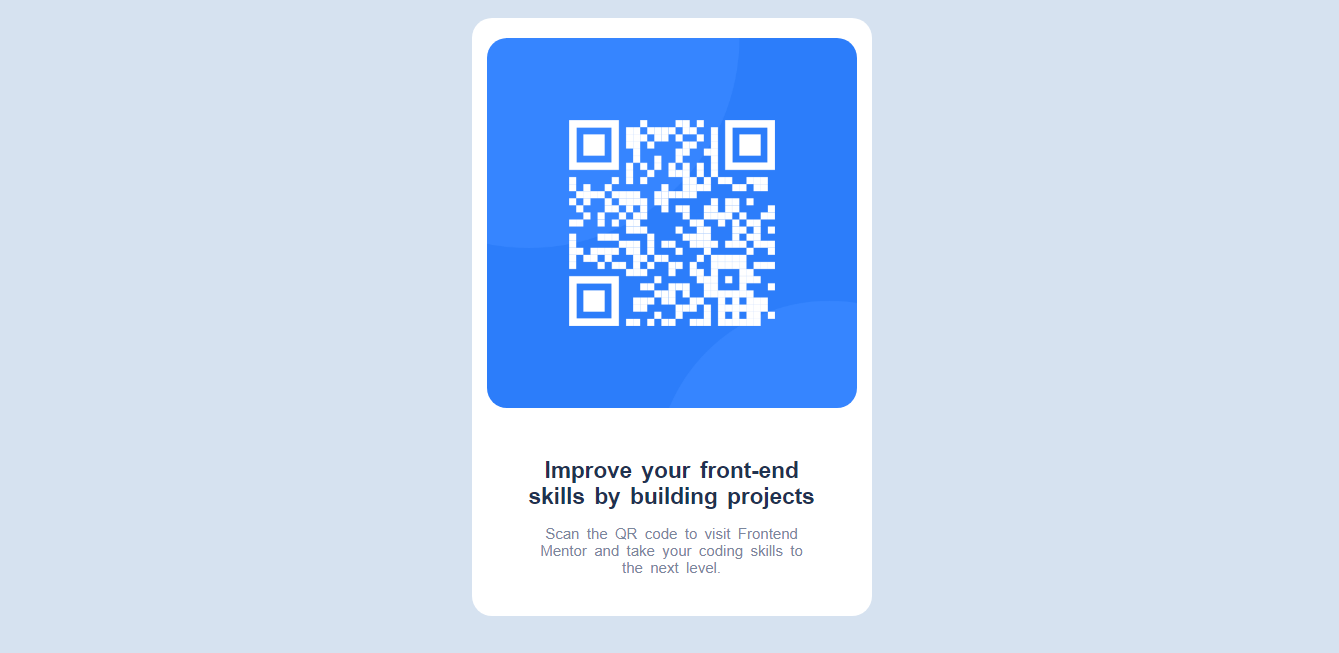 Improve your front-end
skills by building projects
Scan the QR code to visit Frontend
Mentor and take your coding skills to
the next level.